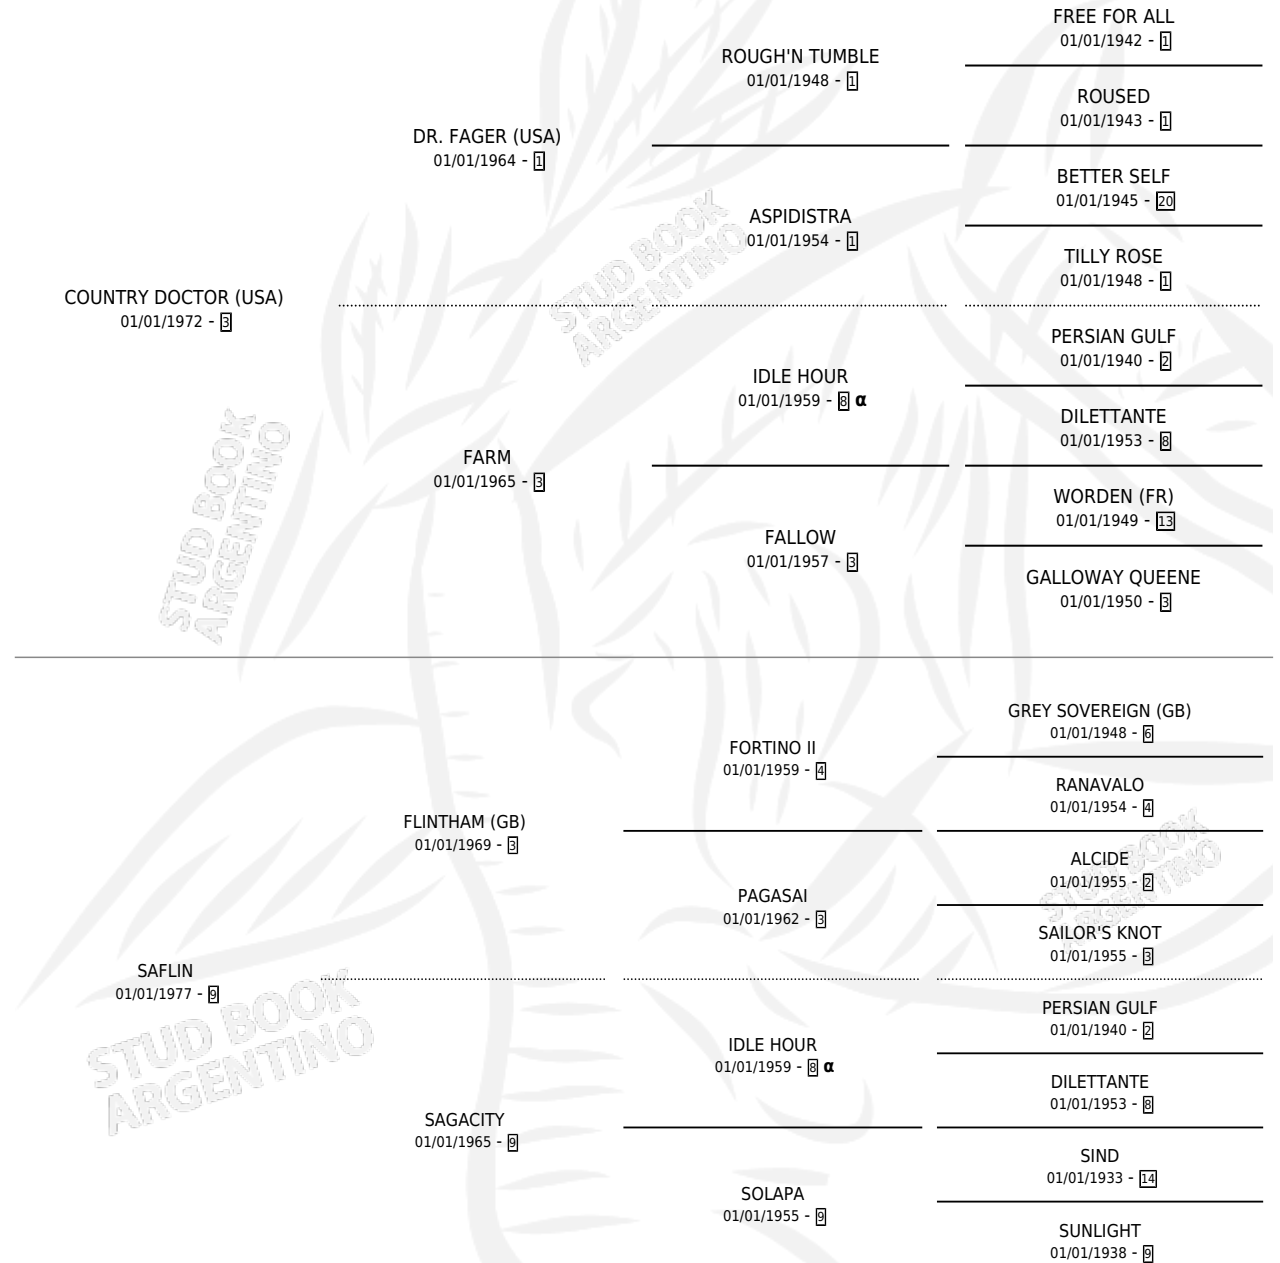 FREE FOR ALL
01/01/1942 - 1
ROUGH'N TUMBLE
01/01/1948 - 1
ROUSED
01/01/1943 - 1
DR. FAGER (USA)
01/01/1964 - 1
BETTER SELF
01/01/1945 - 20
ASPIDISTRA
01/01/1954 - 1
TILLY ROSE
01/01/1948 - 1
COUNTRY DOCTOR (USA)
01/01/1972 - 3
PERSIAN GULF
01/01/1940 - 2
IDLE HOUR
01/01/1959 - 8 α
DILETTANTE
01/01/1953 - 8
FARM
01/01/1965 - 3
WORDEN (FR)
01/01/1949 - 13
FALLOW
01/01/1957 - 3
GALLOWAY QUEENE
01/01/1950 - 3
GREY SOVEREIGN (GB)
01/01/1948 - 6
FORTINO II
01/01/1959 - 4
RANAVALO
01/01/1954 - 4
FLINTHAM (GB)
01/01/1969 - 3
ALCIDE
01/01/1955 - 2
PAGASAI
01/01/1962 - 3
SAILOR'S KNOT
01/01/1955 - 3
SAFLIN
01/01/1977 - 9
PERSIAN GULF
01/01/1940 - 2
IDLE HOUR
01/01/1959 - 8 α
DILETTANTE
01/01/1953 - 8
SAGACITY
01/01/1965 - 9
SIND
01/01/1933 - 14
SOLAPA
01/01/1955 - 9
SUNLIGHT
01/01/1938 - 9
STUD BOOK
ARGENTINO
STUD BOOK
ARGENTINO
STUD BOOK
ARGENTINO
STUD BOOK
ARGENTINO